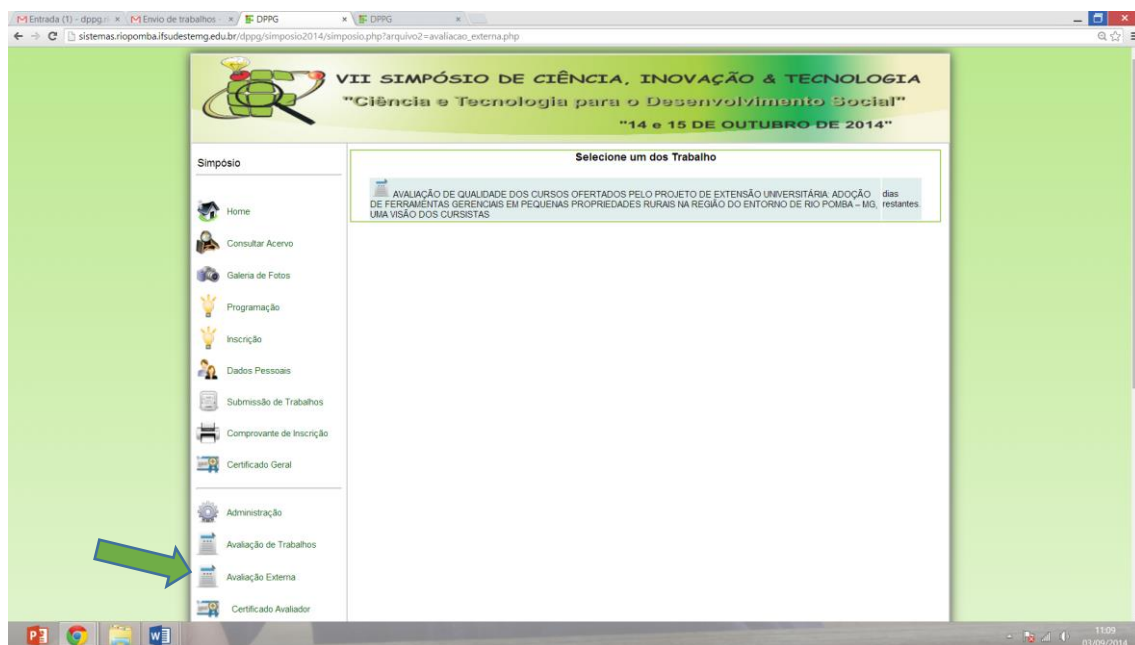 Entrada (1) - dppg.r
Envio de trabalhos -
DPPG
DPPG
sistemas.riopomba.ifsudestemg.edu.br/dppg/simposio2014/simposio.php?arquivo2=avaliacao_externa.php
VII SIMPÓSIO DE CIÊNCIA, INOVAÇÃO & TECNOLOGIA
"Ciência e Tecnologia para o Desenvolvimento Social"
"14 e 15 DE OUTUBRO DE 2014"
Simpósio
Home
Consultar Acervo
Galeria de Fotos
Programação
Inscrição
Dados Pessoais
Submissão de Trabalhos
Comprovante de Inscrição
Certificado Geral
Administração
Avaliação de Trabalhos
Avaliação Externa
Certificado Avaliador
Selecione um dos Trabalho
AVALIAÇÃO DE QUALIDADE DOS CURSOS OFERTADOS PELO PROJETO DE EXTENSÃO UNIVERSITÁRIA: ADOÇÃO
DE FERRAMENTAS GERENCIAIS EM PEQUENAS PROPRIEDADES RURAIS NA REGIÃO DO ENTORNO DE RIO POMBA – MG,
UMA VISÃO DOS CURSISTAS
dias
restantes.
11:09
03/09/2014